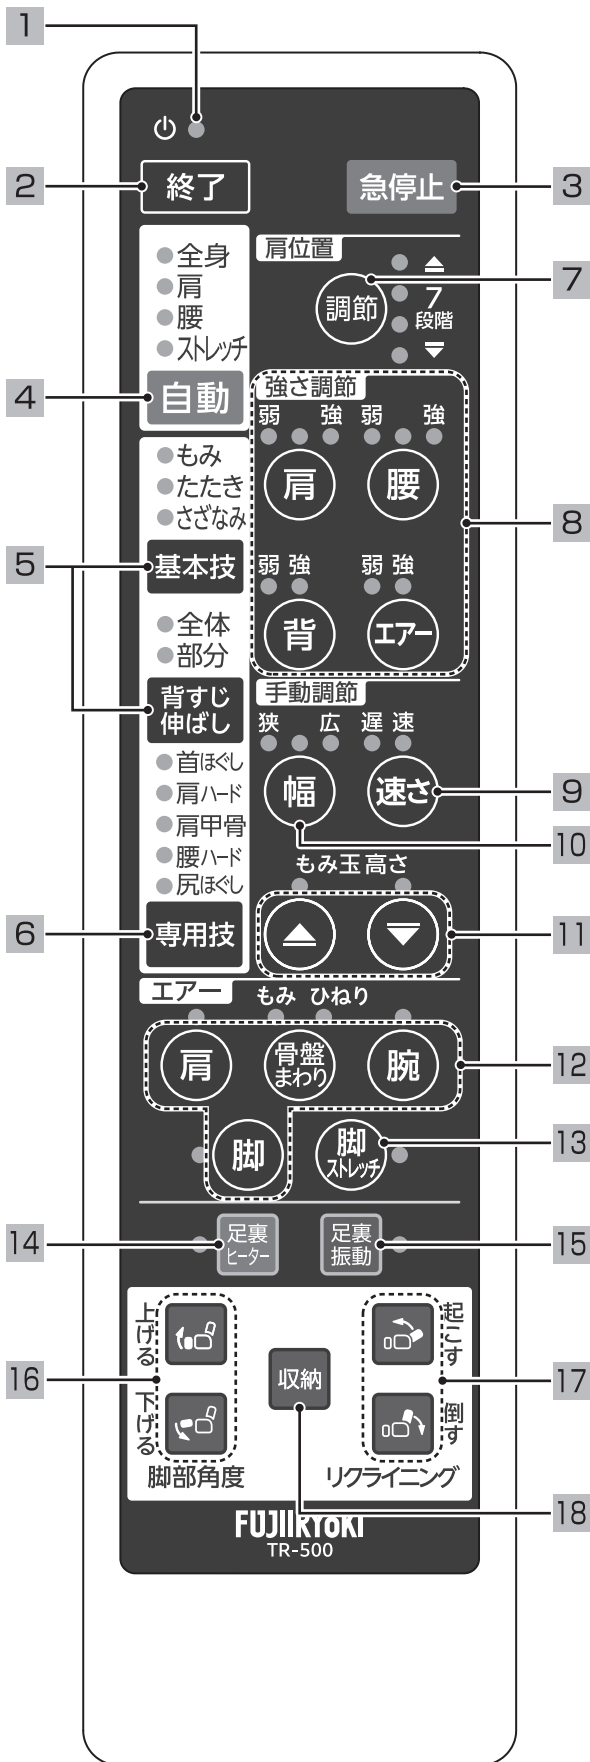 1
2
終了
急停止
3
全身
肩
腰
ストレッチ
4
自動
肩位置
調節
7
段階
7
強さ調節
弱 強
弱 強
肩
腰
弱 強
弱 強
背
エアー
8
もみ
たたき
さざなみ
5
基本技
全体
部分
背すじ
伸ばし
首ほぐし
肩ハード
肩甲骨
腰ハード
尻ほぐし
6
専用技
手動調節
狭 広
遅 速
幅
速さ
9
10
もみ玉高さ
11
エアー
もみ ひねり
肩
骨盤
まわり
腕
12
脚
脚
ストレッチ
13
14
足裏
ヒーター
足裏
振動
15
上げる
下げる
16
脚部角度
収納
起こす
倒す
17
リクライニング
18
FUJIIRYOKI
TR-500